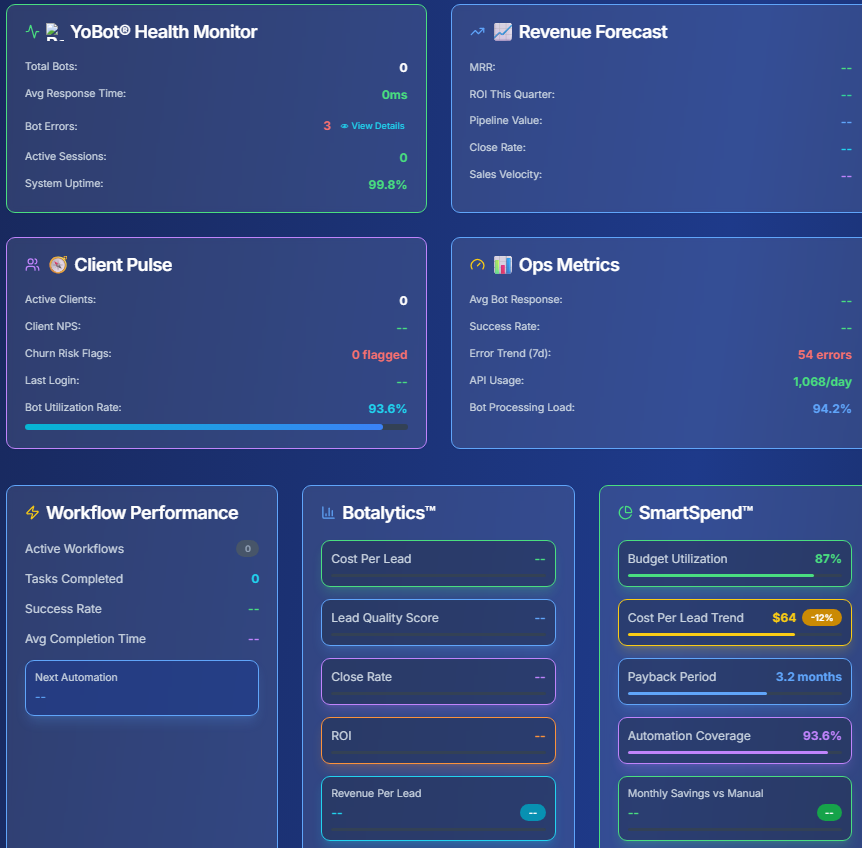 YoBot® Health Monitor
Total Bots: 0
Avg Response Time: 0ms
Bot Errors: 3 View Details
Active Sessions: 0
System Uptime: 99.8%
Revenue Forecast
MRR: --
ROI This Quarter: --
Pipeline Value: --
Close Rate: --
Sales Velocity: --
Client Pulse
Active Clients: 0
Client NPS: --
Churn Risk Flags: 0 flagged
Last Login: --
Bot Utilization Rate: 93.6%
Ops Metrics
Avg Bot Response: --
Success Rate: --
Error Trend (7d): 54 errors
API Usage: 1,068/day
Bot Processing Load: 94.2%
Workflow Performance
Active Workflows 0
Tasks Completed 0
Success Rate --
Avg Completion Time --
Next Automation
--
Botalytics™
Cost Per Lead --
Lead Quality Score --
Close Rate --
ROI --
Revenue Per Lead
-- --
SmartSpend™
Budget Utilization 87%
Cost Per Lead Trend $64 -12%
Payback Period 3.2 months
Automation Coverage 93.6%
Monthly Savings vs Manual
-- --